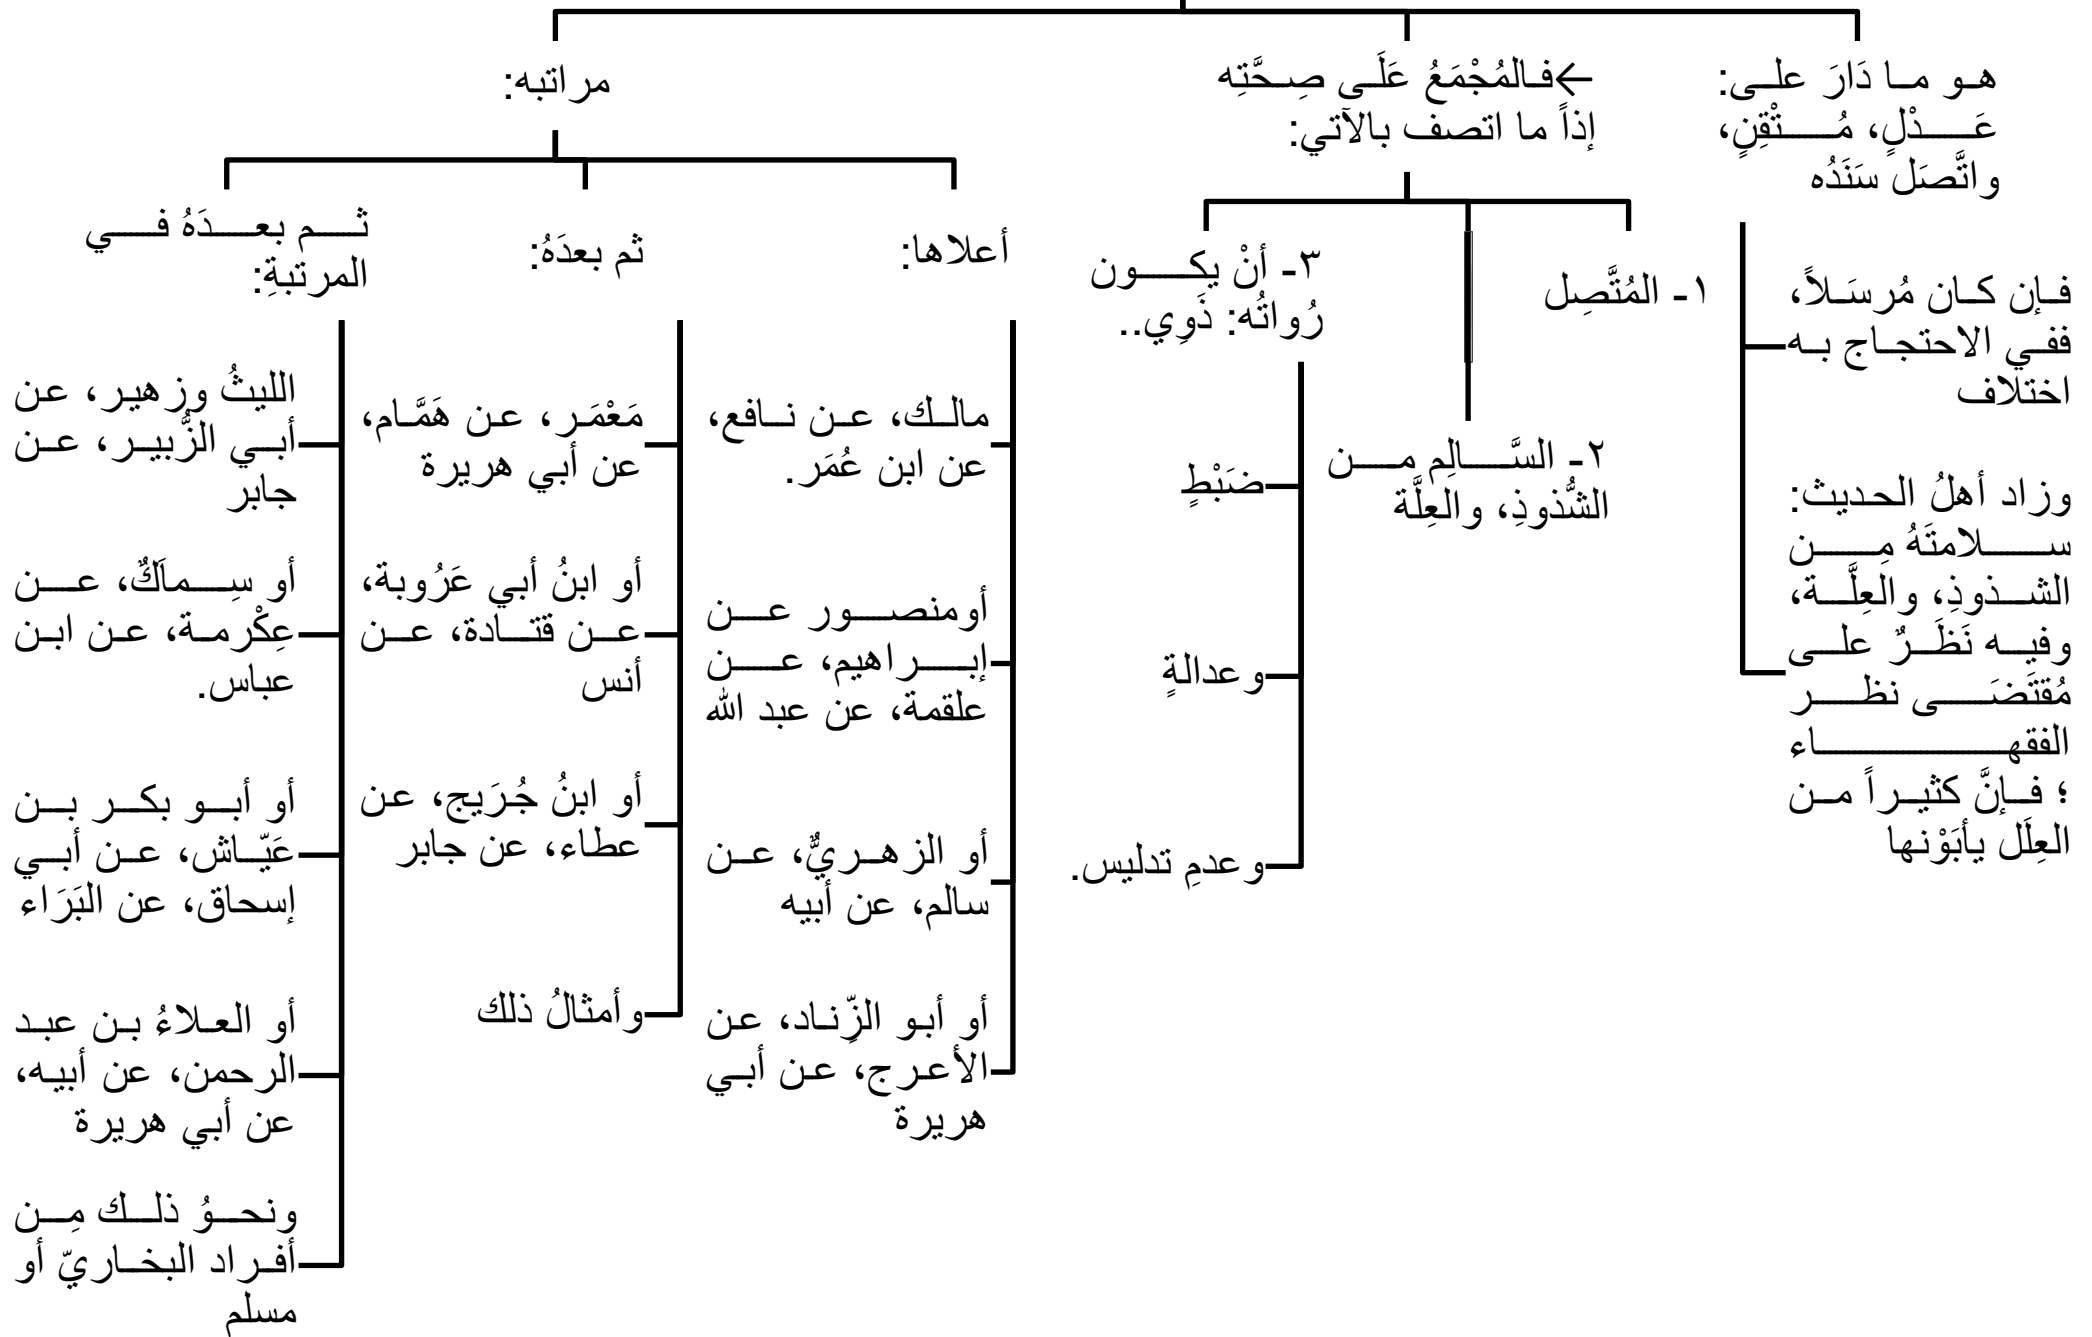 هو ما دَارَ على:
عَدْلٍ، مُتْقِنٍ،
واتَّصَل سَنَدُه
فإن كان مُرسَلاً،
ففي الاحتجاج به
اختلاف
وزاد أهلُ الحديث:
سلامتَهُ مِن
الشذوذِ، والعِلَّة،
وفيه نَظَرٌ على
مُقتَضَى نظر
الفقهاء
؛ فإنَّ كثيراً من
العِلَل يأبَوْنها
←فالمُجْمَعُ عَلَى صِحَّتِه
إذاً ما اتصف بالآتي:
١- المُتَّصِل
٢- السَّالِم من
الشُّذوذِ، والعِلَّة
٣- أنْ يكون
رُواتُه: ذَوِي..
ضَبْطٍ
وعدالةٍ
وعدمِ تدليس.
مراتبه:
أعلاها:
مالك، عن نافع،
عن ابن عُمَر.
أومنصور عن
إبراهيم، عن
علقمة، عن عبد الله
أو الزهريٌّ، عن
سالم، عن أبيه
أو أبو الزِّناد، عن
الأعرج، عن أبي
هريرة
ثم بعدَهُ:
مَعْمَر، عن هَمَّام،
عن أبي هريرة
أو ابنُ أبي عَرُوبة،
عن قتادة، عن
أنس
أو ابنُ جُرَيج، عن
عطاء، عن جابر
وأمثالُ ذلك
ثم بعدَهُ في
المرتبةِ:
الليثُ وزهير، عن
أبي الزُّبير، عن
جابر
أو سِماَكٌ، عن
عِكْرمة، عن ابن
عباس.
أو أبو بكر بن
عَيّاش، عن أبي
إسحاق، عن البَرَاء
أو العلاءُ بن عبد
الرحمن، عن أبيه،
عن أبي هريرة
ونحوُ ذلك مِن
أفراد البخاريّ أو
مسلم